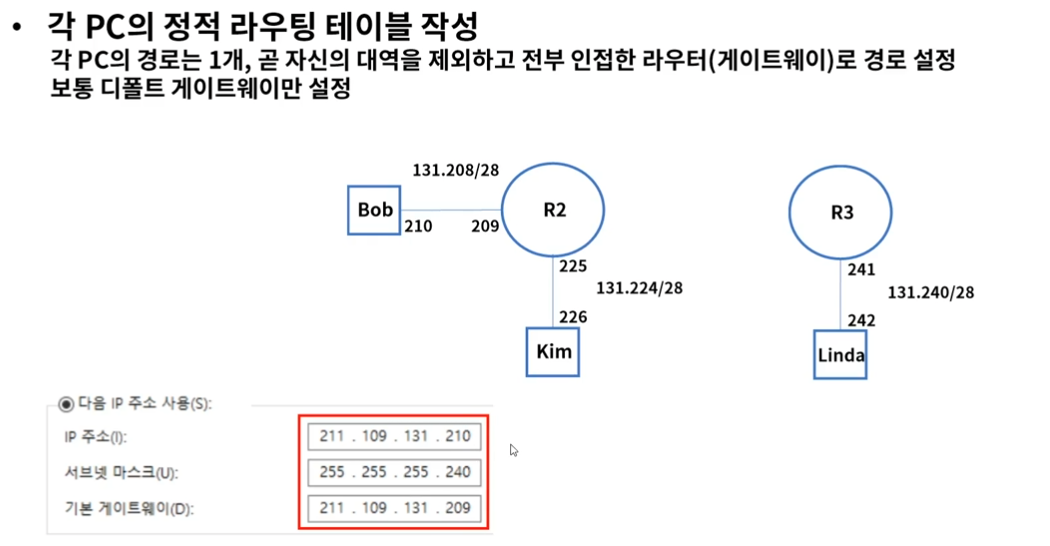 • 각 PC의 정적 라우팅 테이블 작성
각 PC의 경로는 1개, 곧 자신의 대역을 제외하고 전부 인접한 라우터(게이트웨이)로 경로 설정
보통 디폴트 게이트웨이만 설정
131.208/28
Bob
R2
R3
210
209
225
241
131.224/28
131.240/28
226
242
Kim
Linda
다음 IP 주소 사용(S):
IP 주소(I):
211 . 109 . 131 . 210
서브넷 마스크(U):
255 . 255 . 255 . 240
기본 게이트웨이(D):
211 . 109 . 131 . 209